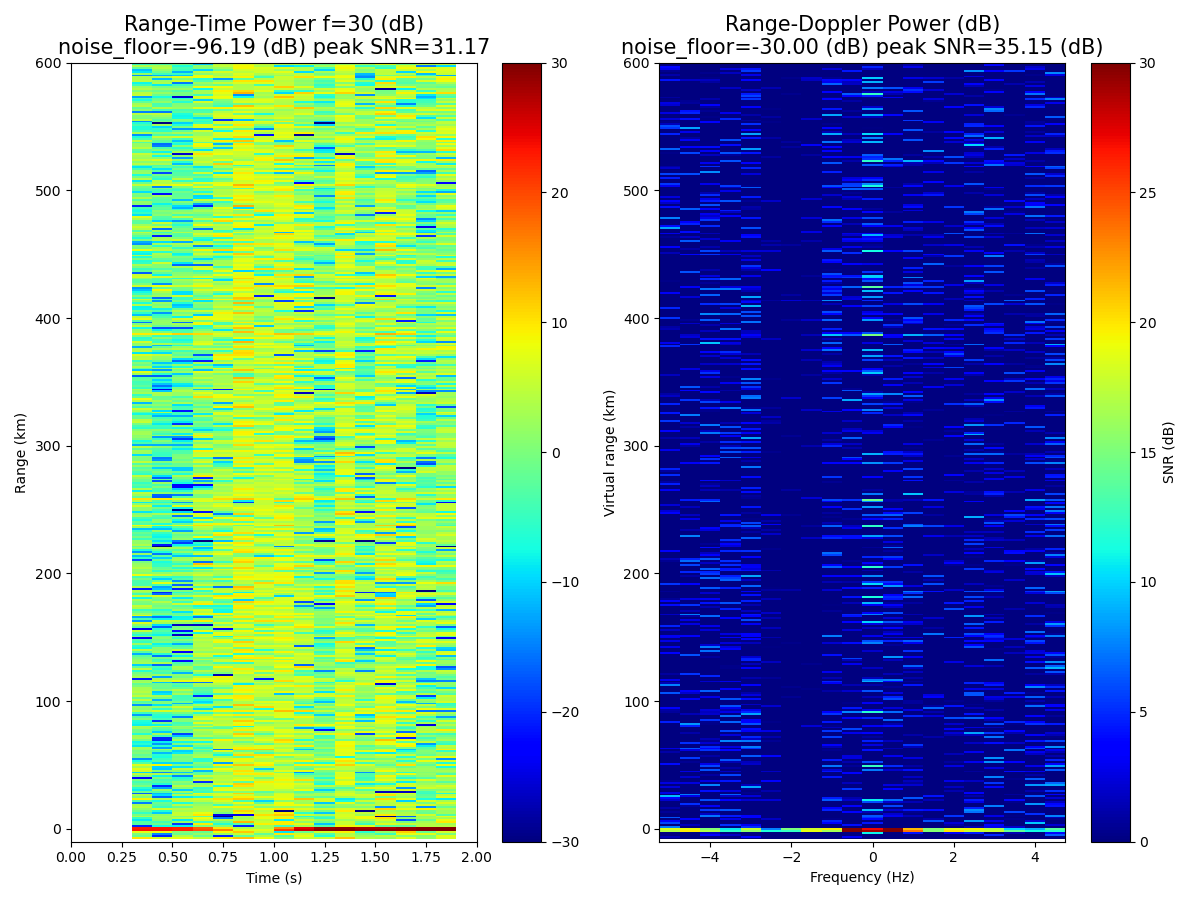 Range-Time Power f=30 (dB)
noise_floor=-96.19 (dB) peak SNR=31.17
Range (km)
600
500
400
300
200
100
0
0.00 0.25 0.50 0.75 1.00 1.25 1.50 1.75 2.00
Time (s)
30
20
10
0
−10
−20
−30
Range-Doppler Power (dB)
noise_floor=-30.00 (dB) peak SNR=35.15 (dB)
Virtual range (km)
600
500
400
300
200
100
0
−4 −2 0 2 4
Frequency (Hz)
30
25
20
15
10
5
0
SNR (dB)